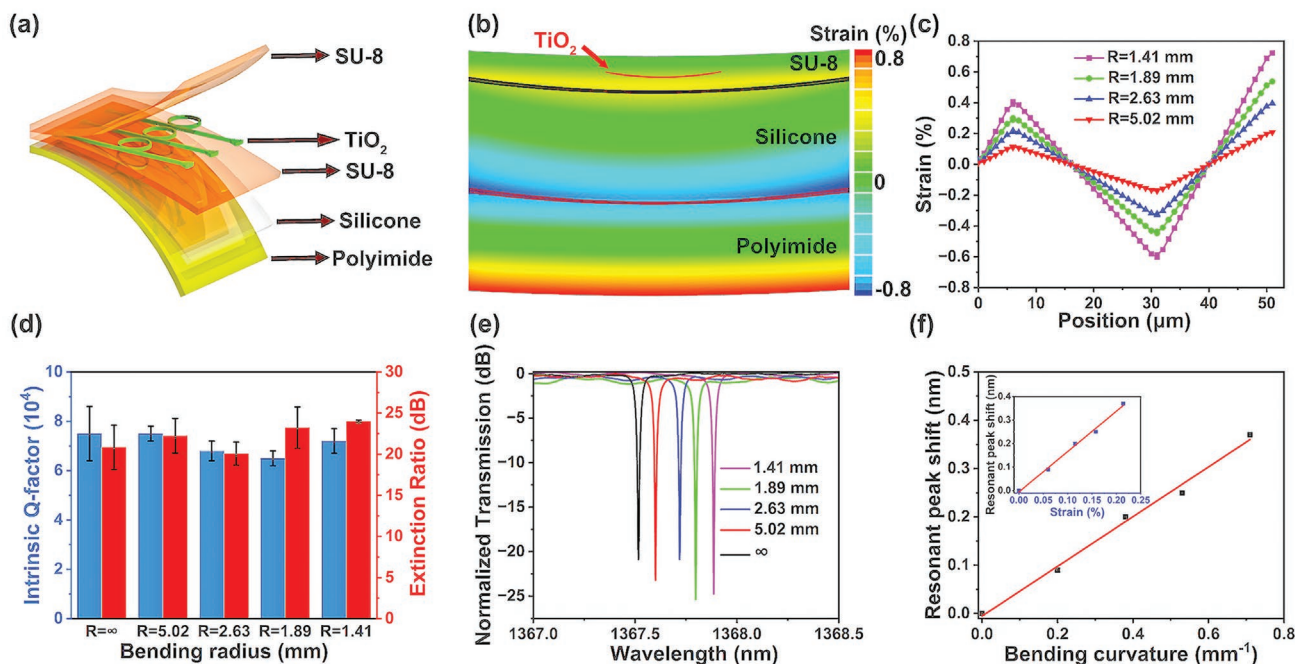 (a)
SU-8
TiO2
SU-8
Silicone
Polyimide
(b)
TiO2
Strain (%)
0.8
0
-0.8
SU-8
Silicone
Polyimide
(c)
Strain (%)
0.8
0.6
0.4
0.2
0.0
−0.2
−0.4
−0.6
−0.8
R=1.41 mm
R=1.89 mm
R=2.63 mm
R=5.02 mm
0 10 20 30 40 50
Position (μm)
(d)
Intrinsic Q-factor (10⁴)
10
8
6
4
2
0
Extinction Ratio (dB)
30
25
20
15
10
5
0
R=∞ R=5.02 R=2.63 R=1.89 R=1.41
Bending radius (mm)
(e)
Normalized Transmission (dB)
0
−5
−10
−15
−20
−25
1.41 mm
1.89 mm
2.63 mm
5.02 mm
∞
1367.0 1367.5 1368.0 1368.5
Wavelength (nm)
(f)
Resonant peak shift (nm)
0.5
0.4
0.3
0.2
0.1
0.0
Resonant peak shift (nm)
0.4
0.3
0.2
0.1
0.0
0.00 0.05 0.10 0.15 0.20 0.25
Strain (%)
0.0 0.2 0.4 0.6 0.8
Bending curvature (mm⁻¹)